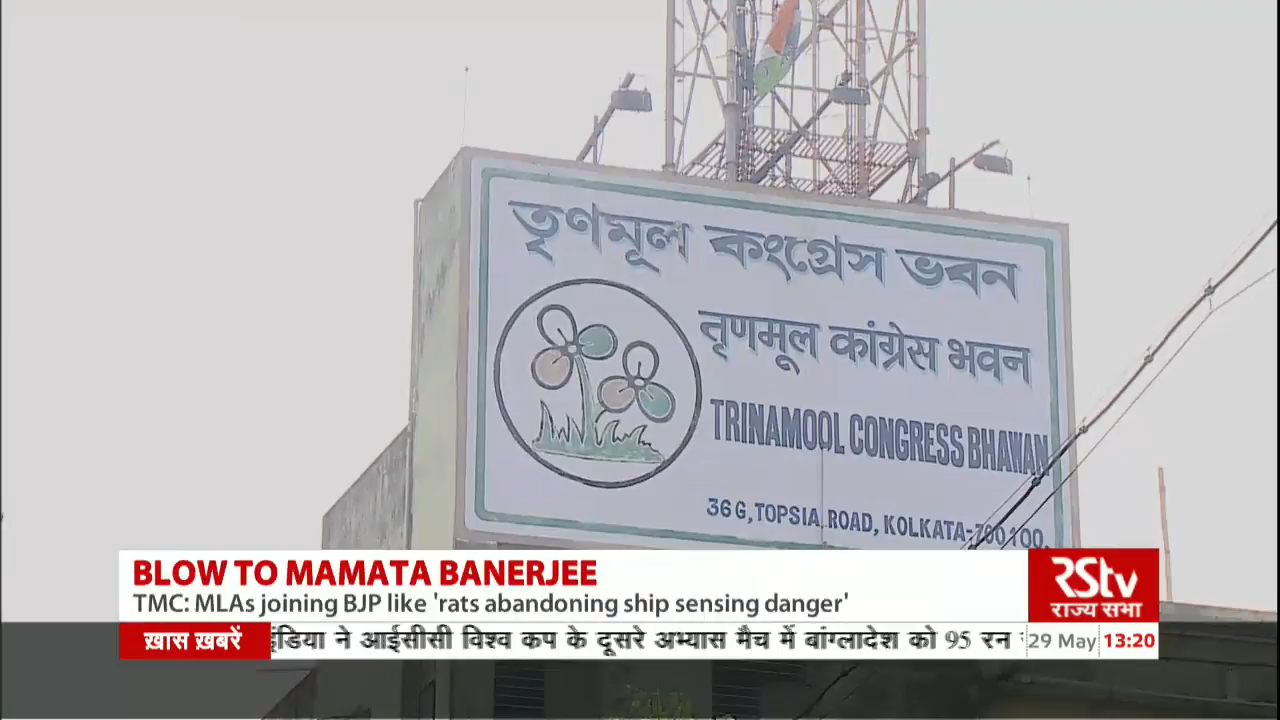 তৃণমূল কংগ্রেস ভবন
तृणमूल कांग्रेस भवन
TRINAMOOL CONGRESS BHAWAN
36 G, TOPSIA ROAD, KOLKATA-700100.
BLOW TO MAMATA BANERJEE
TMC: MLAs joining BJP like 'rats abandoning ship sensing danger'
RStv
राज्य सभा
ख़ास ख़बरें
इंडिया ने आईसीसी विश्व कप के दूसरे अभ्यास मैच में बांग्लादेश को 95 रन
29 May 13:20